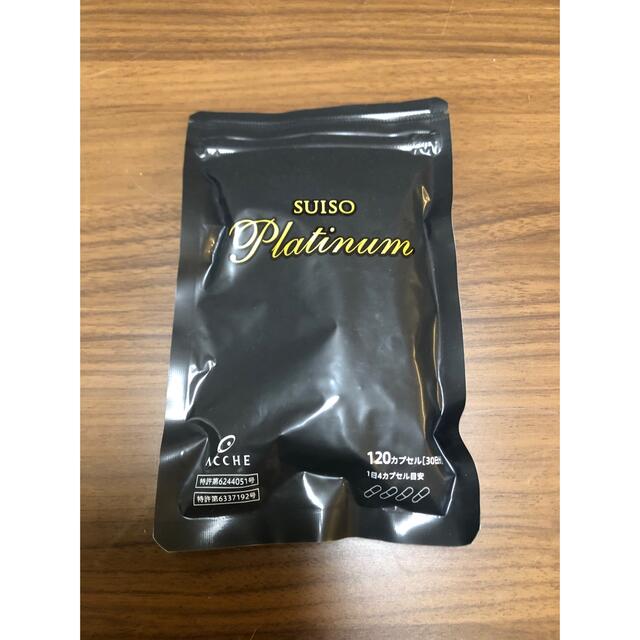 SUISO
Platinum
ACCHE
特許第6244051号
特許第6337192号
120カプセル[30日分]
1日4カプセル目安